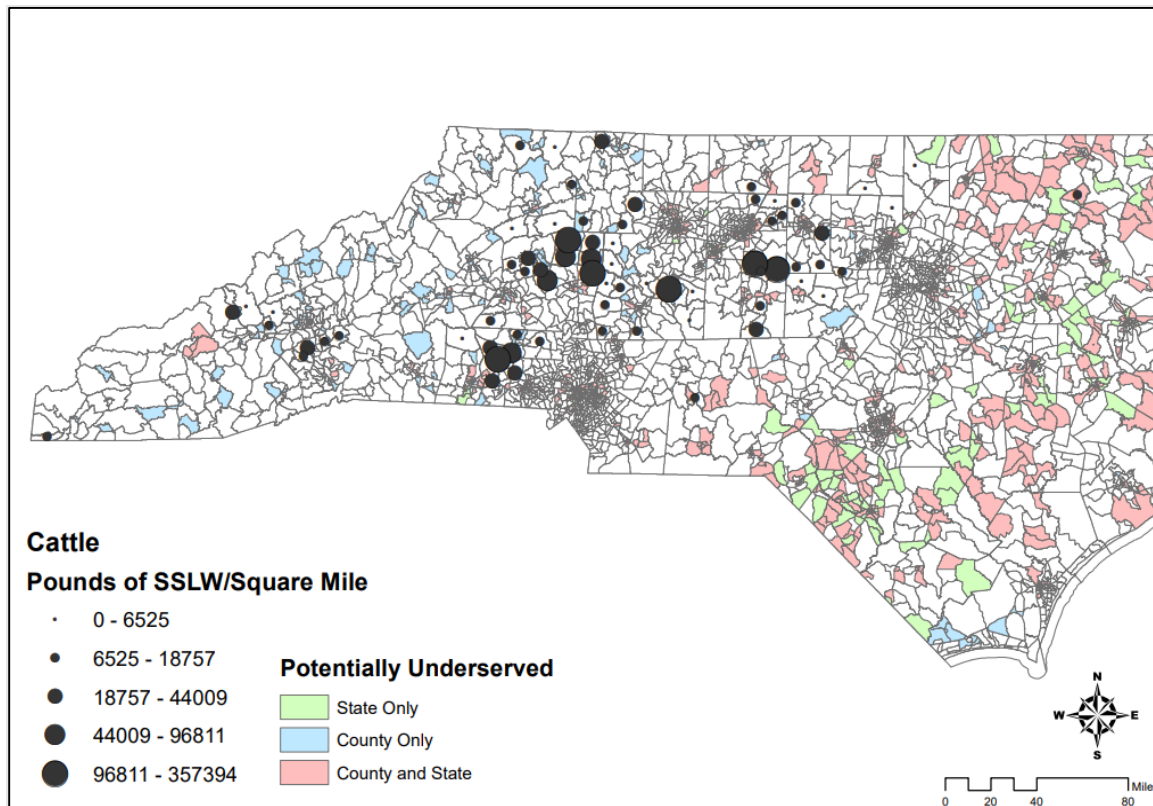 Cattle
Pounds of SSLW/Square Mile
0 - 6525
6525 - 18757
18757 - 44009
44009 - 96811
96811 - 357394
Potentially Underserved
State Only
County Only
County and State
N
W E
S
Mile
0 20 40 80